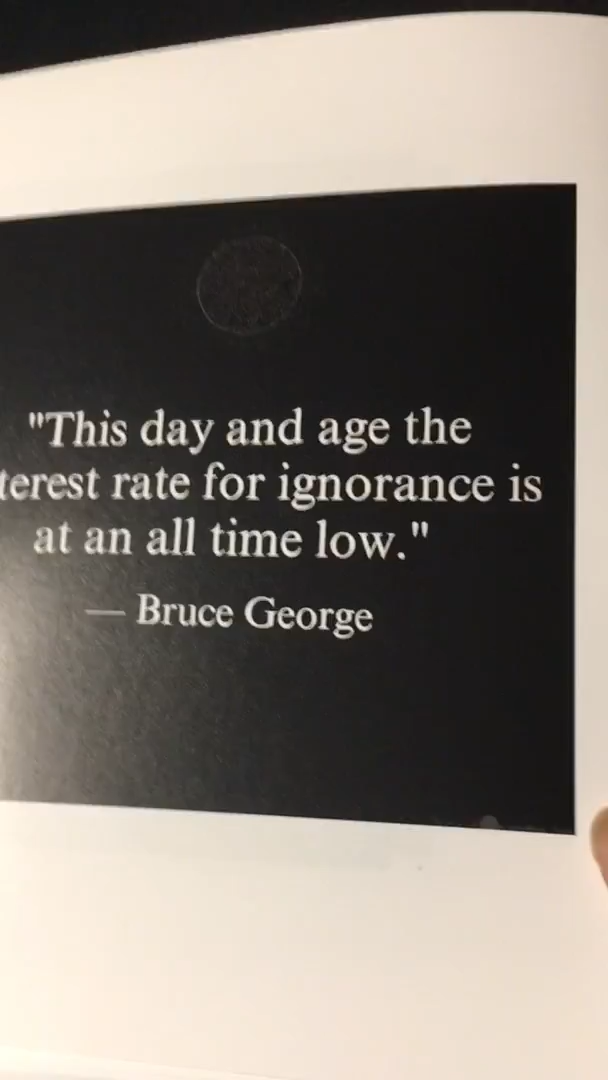 "This day and age the
terest rate for ignorance is
at an all time low."
— Bruce George